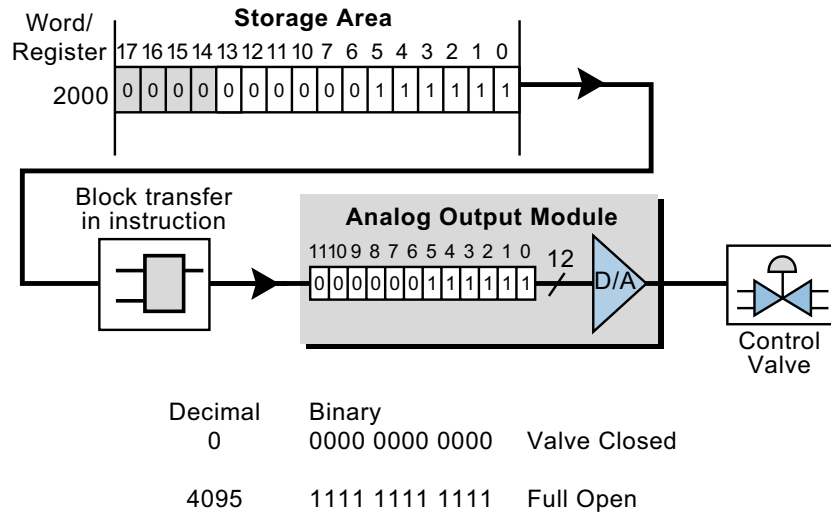 Storage Area
Word/
Register
17 16 15 14 13 12 11 10 7 6 5 4 3 2 1 0
2000 0 0 0 0 0 0 0 0 0 0 1 1 1 1 1 1
Block transfer
in instruction
Analog Output Module
11 10 9 8 7 6 5 4 3 2 1 0
12
0 0 0 0 0 0 1 1 1 1 1 1
D/A
Control
Valve
Decimal Binary
0 0000 0000 0000 Valve Closed
4095 1111 1111 1111 Full Open